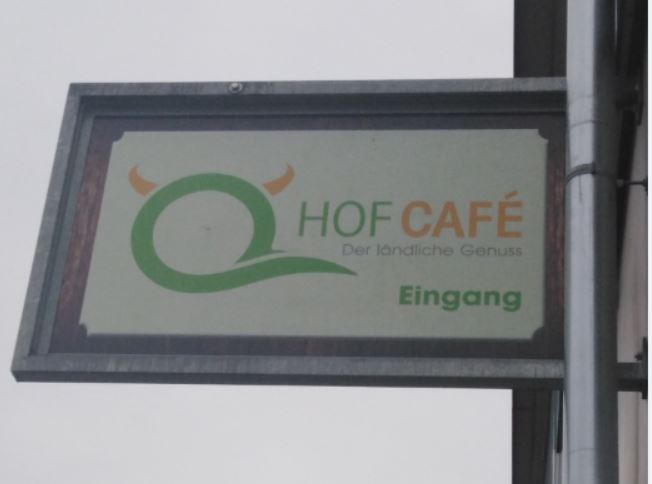 HOF CAFÉ
Der ländliche Genuss
Eingang